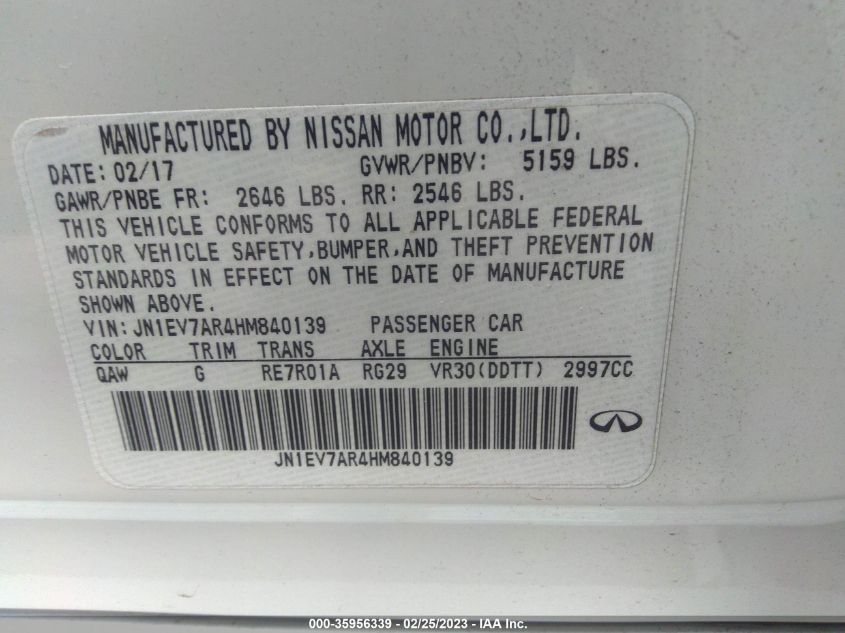 MANUFACTURED BY NISSAN MOTOR CO.,LTD.
DATE: 02/17 GVWR/PNBV: 5159 LBS.
GAWR/PNBE FR: 2646 LBS. RR: 2546 LBS.
THIS VEHICLE CONFORMS TO ALL APPLICABLE FEDERAL
MOTOR VEHICLE SAFETY,BUMPER,AND THEFT PREVENTION
STANDARDS IN EFFECT ON THE DATE OF MANUFACTURE
SHOWN ABOVE.
VIN: JN1EV7AR4HM840139 PASSENGER CAR
COLOR TRIM TRANS AXLE ENGINE
QAW G RE7R01A RG29 VR30(DDTT) 2997CC
JN1EV7AR4HM840139
000-35956339 - 02/25/2023 - IAA Inc.